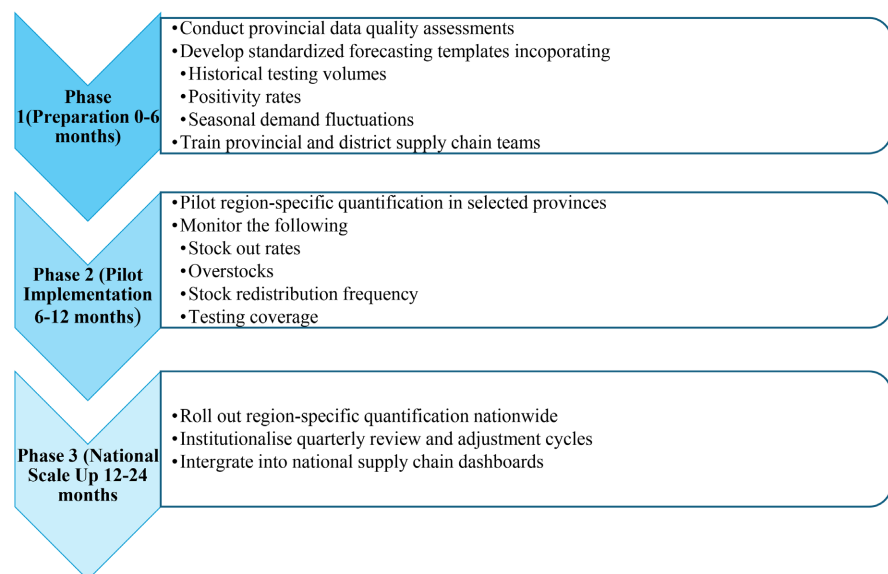 Phase
1(Preparation 0-6
months)
•Conduct provincial data quality assessments
•Develop standardized forecasting templates incoporating
•Historical testing volumes
•Positivity rates
•Seasonal demand fluctuations
•Train provincial and district supply chain teams
Phase 2 (Pilot
Implementation
6-12 months)
•Pilot region-specific quantification in selected provinces
•Monitor the following
•Stock out rates
•Overstocks
•Stock redistribution frequency
•Testing coverage
Phase 3 (National
Scale Up 12-24
months
•Roll out region-specific quantification nationwide
•Institutionalise quarterly review and adjustment cycles
•Intergrate into national supply chain dashboards